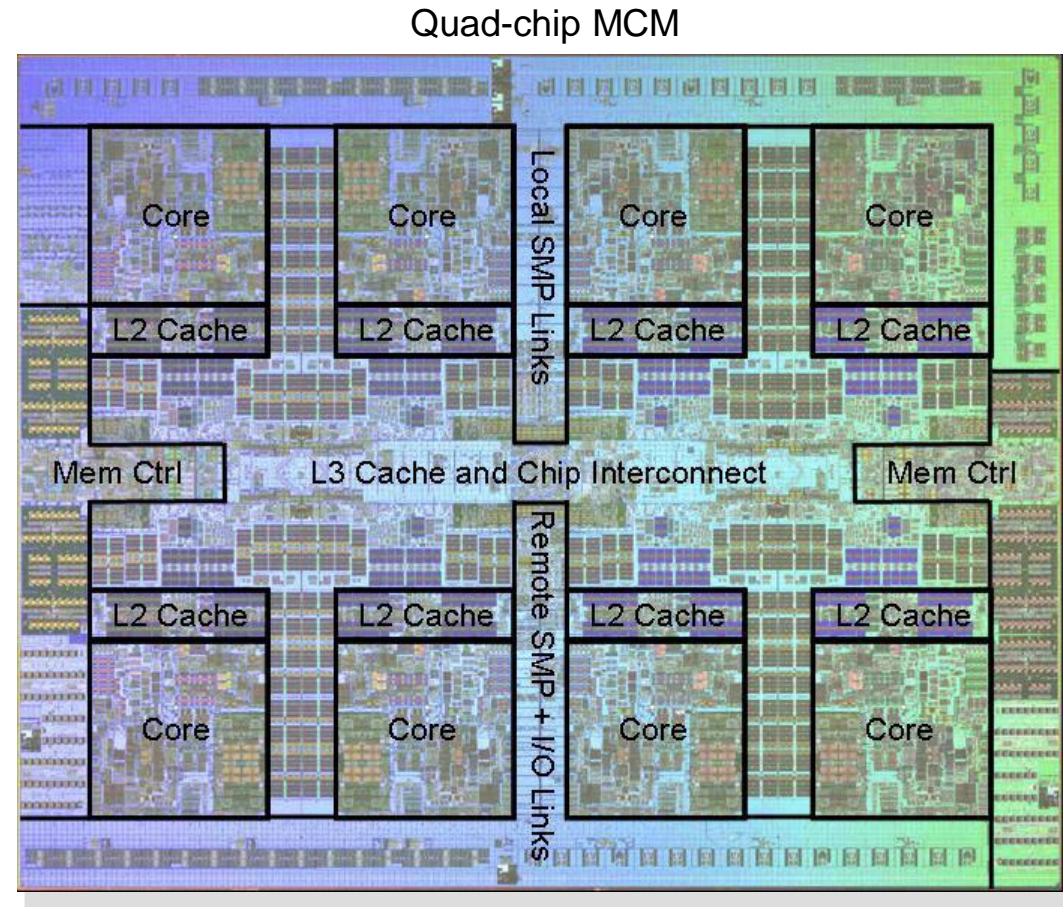 Quad-chip MCM
Core
Core
Core
Core
Local SMP Links
L2 Cache
L2 Cache
L2 Cache
L2 Cache
Mem Ctrl
L3 Cache and Chip Interconnect
Mem Ctrl
Remote SMP + I/O Links
L2 Cache
L2 Cache
L2 Cache
L2 Cache
Core
Core
Core
Core